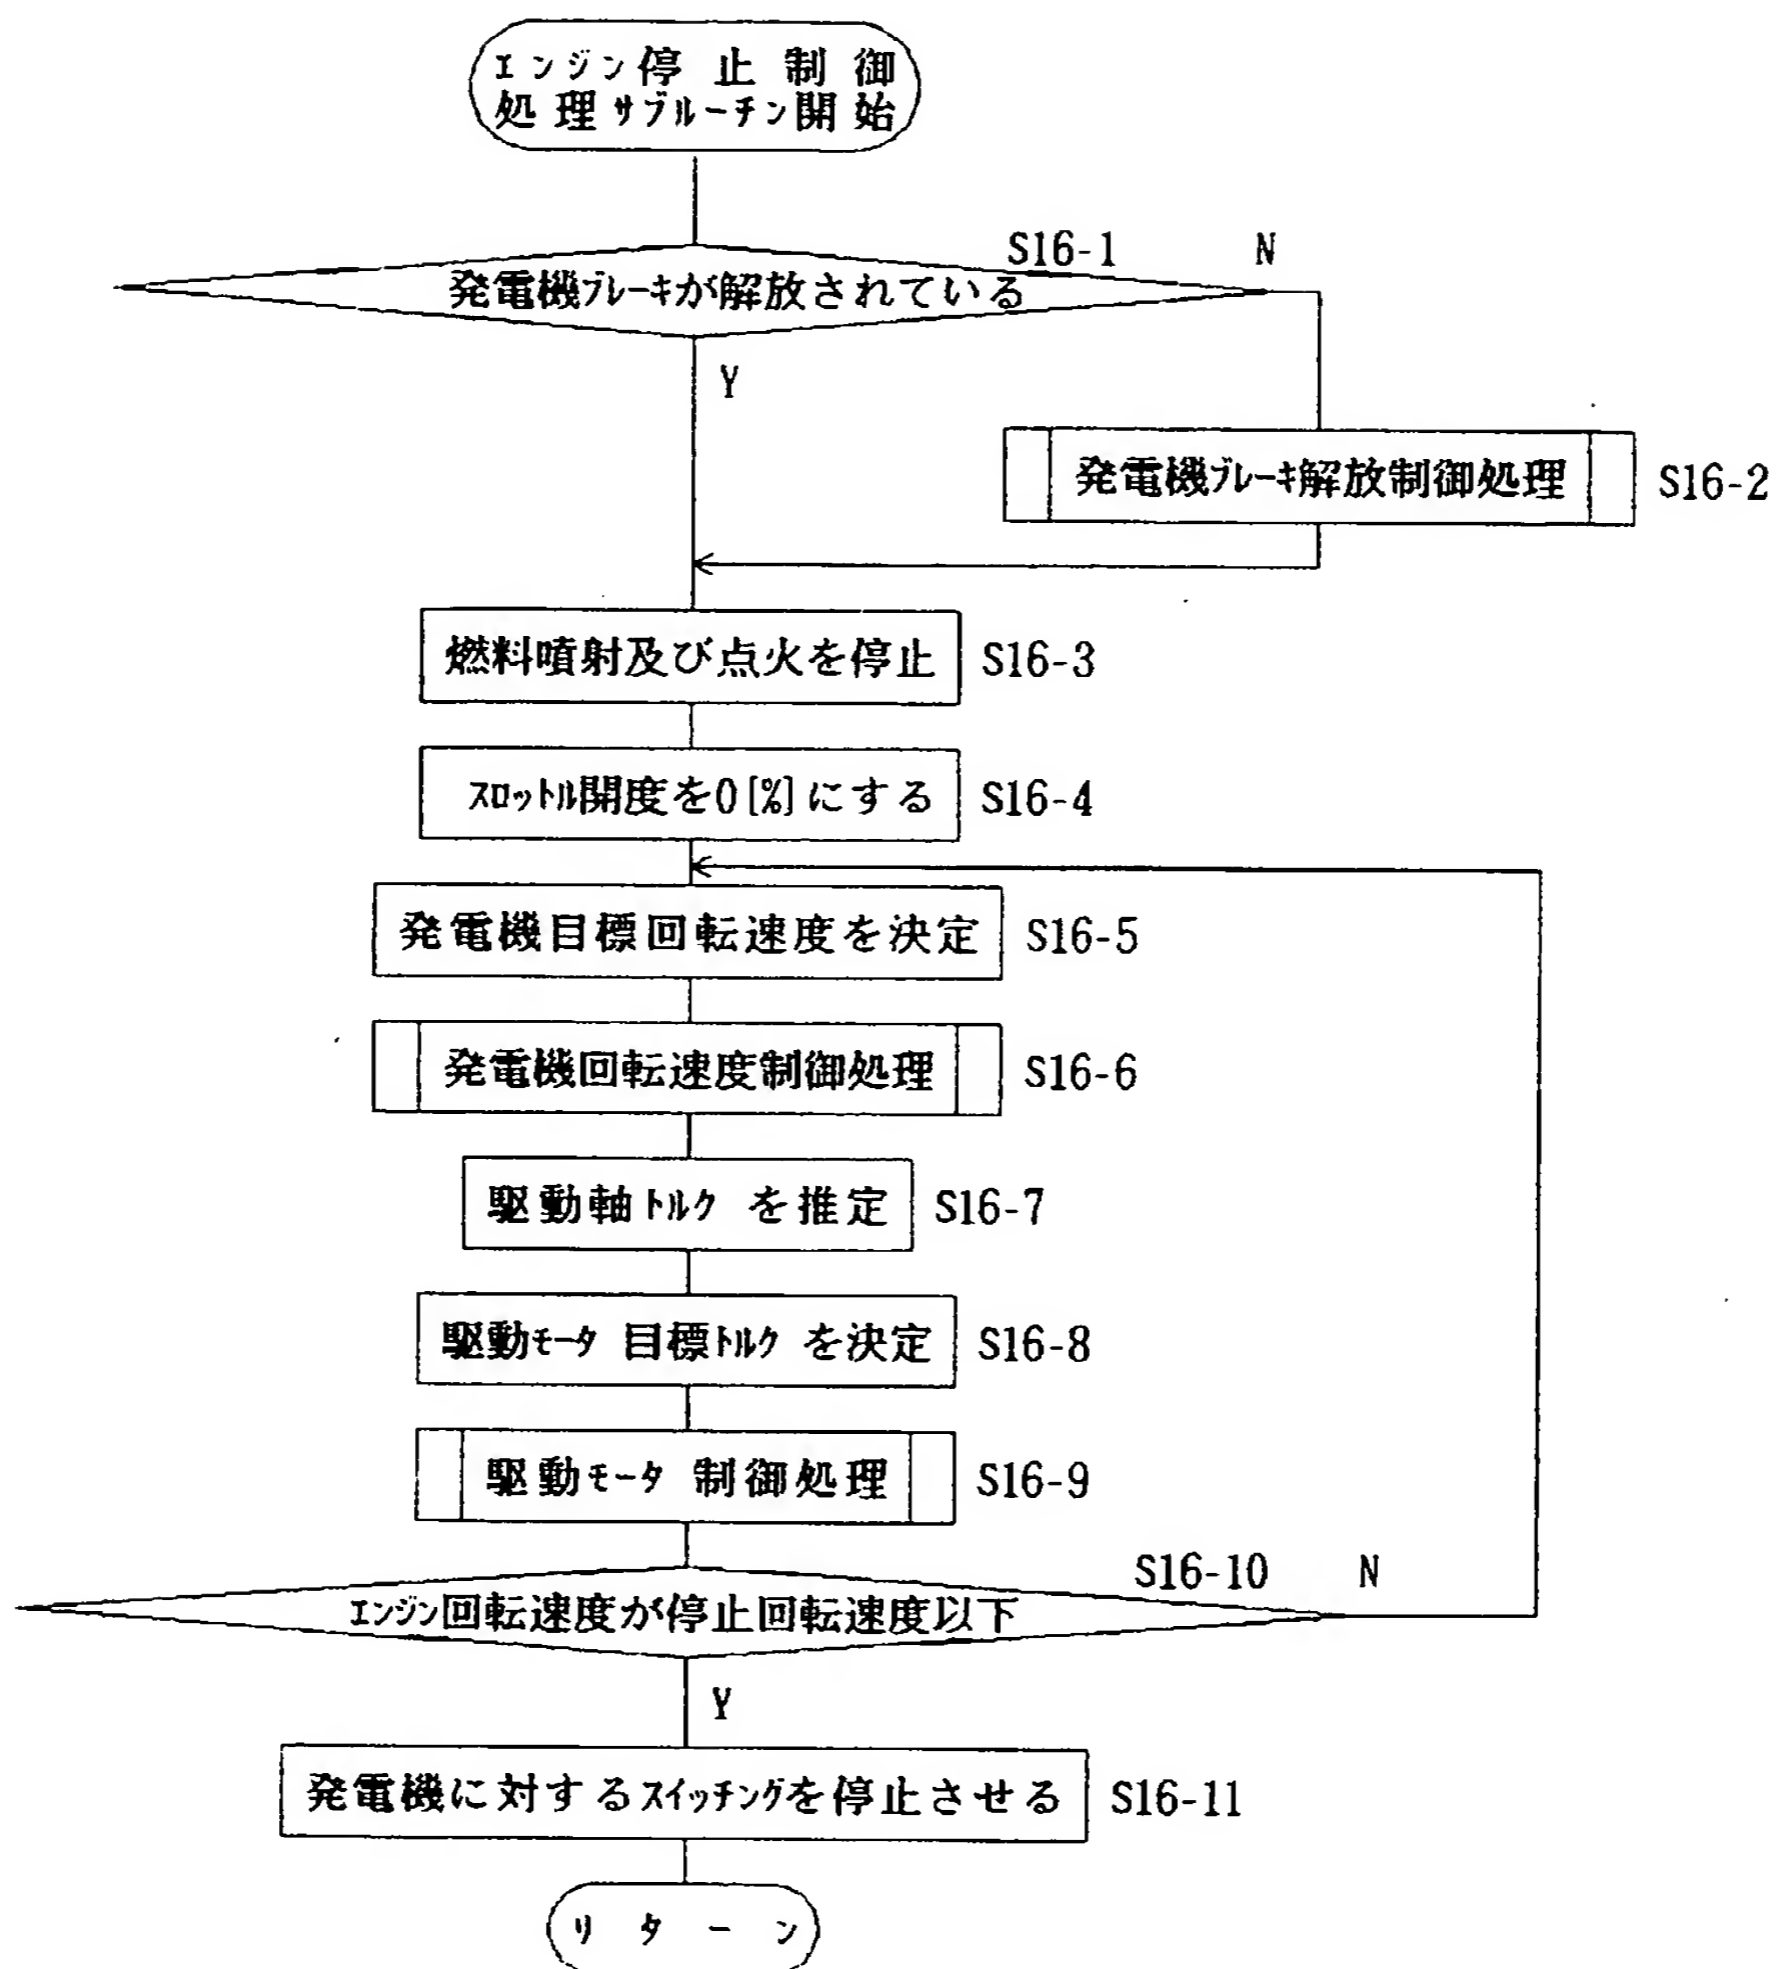 エンジン停止制御
処理サブルーチン開始
S16-1 N
発電機ブレーキが解放されている
Y
発電機ブレーキ解放制御処理 S16-2
燃料噴射及び点火を停止 S16-3
スロットル開度を0[%]にする S16-4
発電機目標回転速度を決定 S16-5
発電機回転速度制御処理 S16-6
駆動軸トルクを推定 S16-7
駆動モータ目標トルクを決定 S16-8
駆動モータ制御処理 S16-9
S16-10 N
エンジン回転速度が停止回転速度以下
Y
発電機に対するスイッチングを停止させる S16-11
リターン